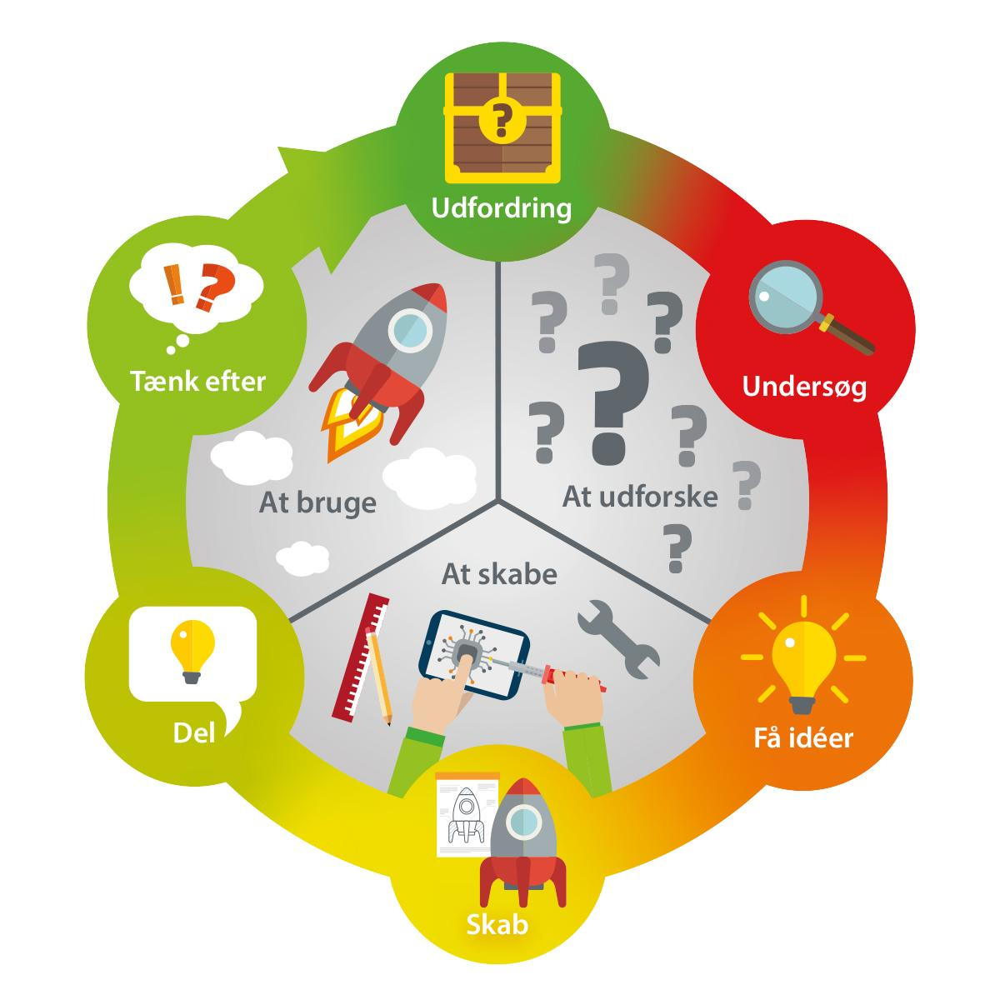 Udfordring
Undersøg
Få idéer
Skab
Del
Tænk efter
At bruge
At udforske
At skabe